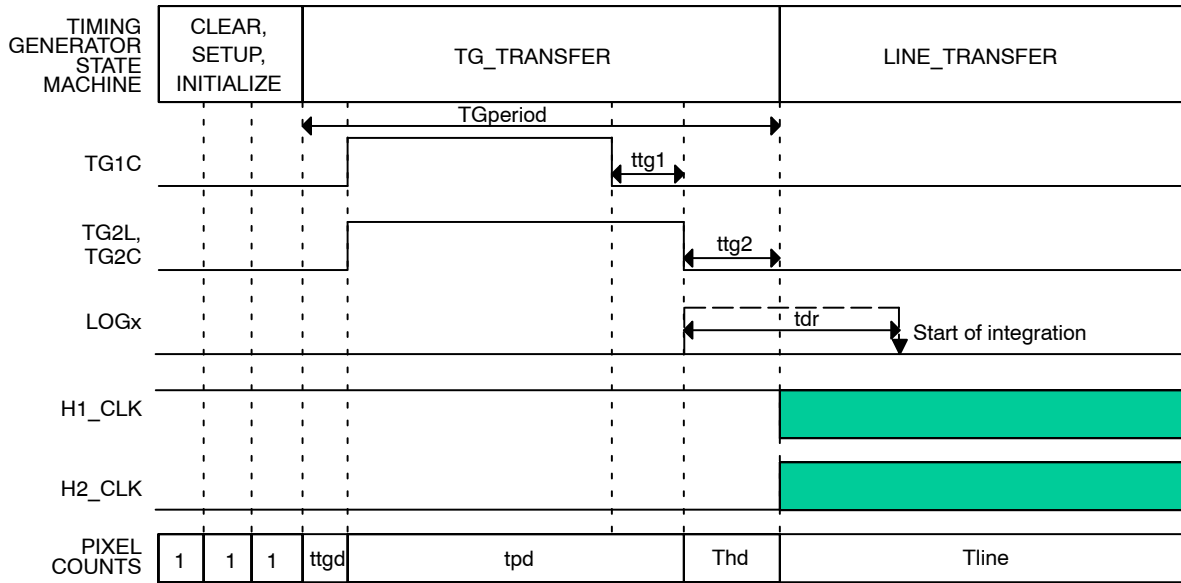 TIMING
GENERATOR
STATE
MACHINE
CLEAR,
SETUP,
INITIALIZE
TG_TRANSFER
LINE_TRANSFER
TGperiod
TG1C
ttg1
TG2L,
TG2C
ttg2
LOGx
tdr
Start of integration
H1_CLK
H2_CLK
PIXEL
COUNTS
1 1 1 ttgd tpd Thd Tline